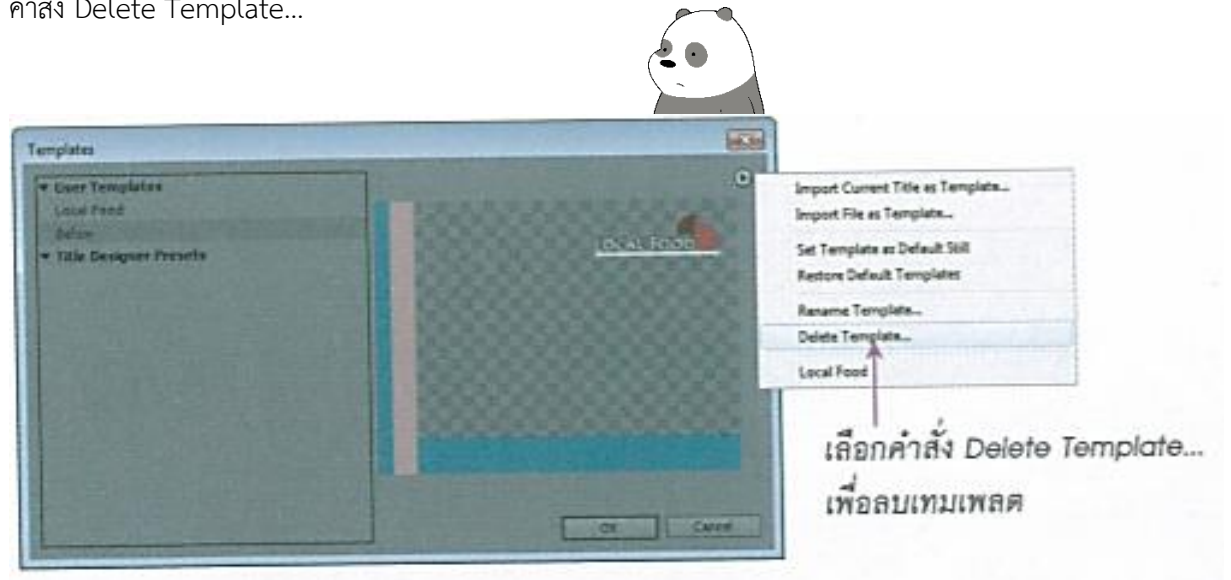 คำสั่ง Delete Template...
Templates
User Templates
Local Food
Title Designer Presets
LOCAL FOOD
Import Current Title as Template...
Import File as Template...
Set Template as Default Still
Restore Default Templates
Rename Template...
Delete Template...
Local Food
เลือกคำสั่ง Delete Template...
เพื่อลบเทมเพลต
OK
Cancel